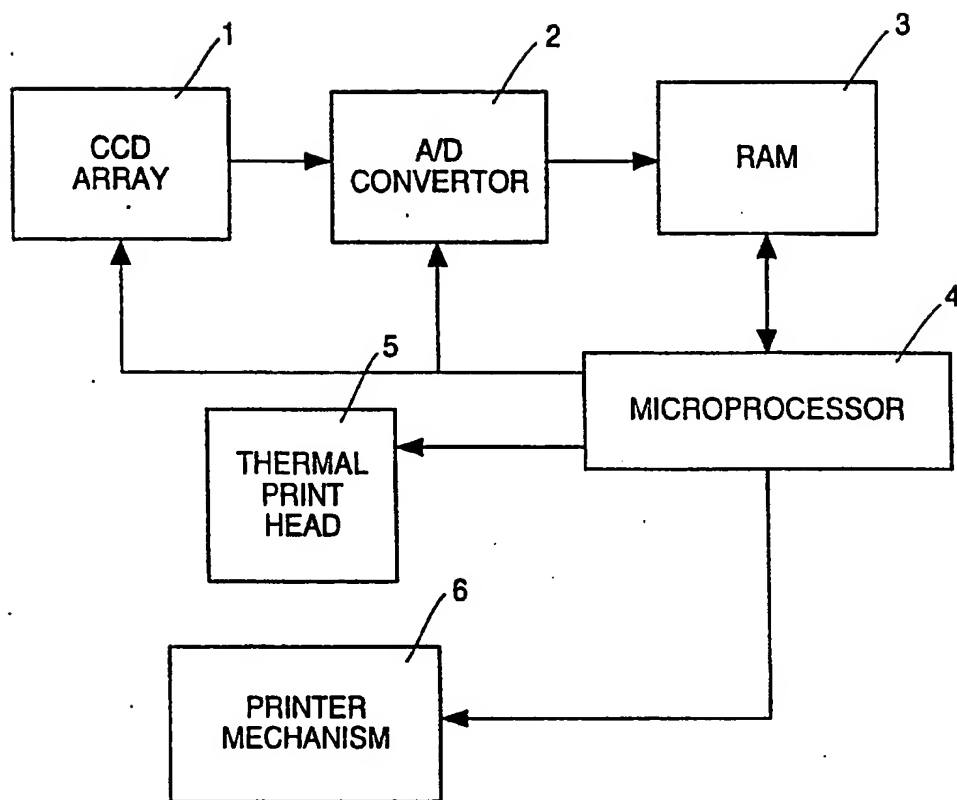 1
CCD
ARRAY
2
A/D
CONVERTOR
3
RAM
4
MICROPROCESSOR
5
THERMAL
PRINT
HEAD
6
PRINTER
MECHANISM